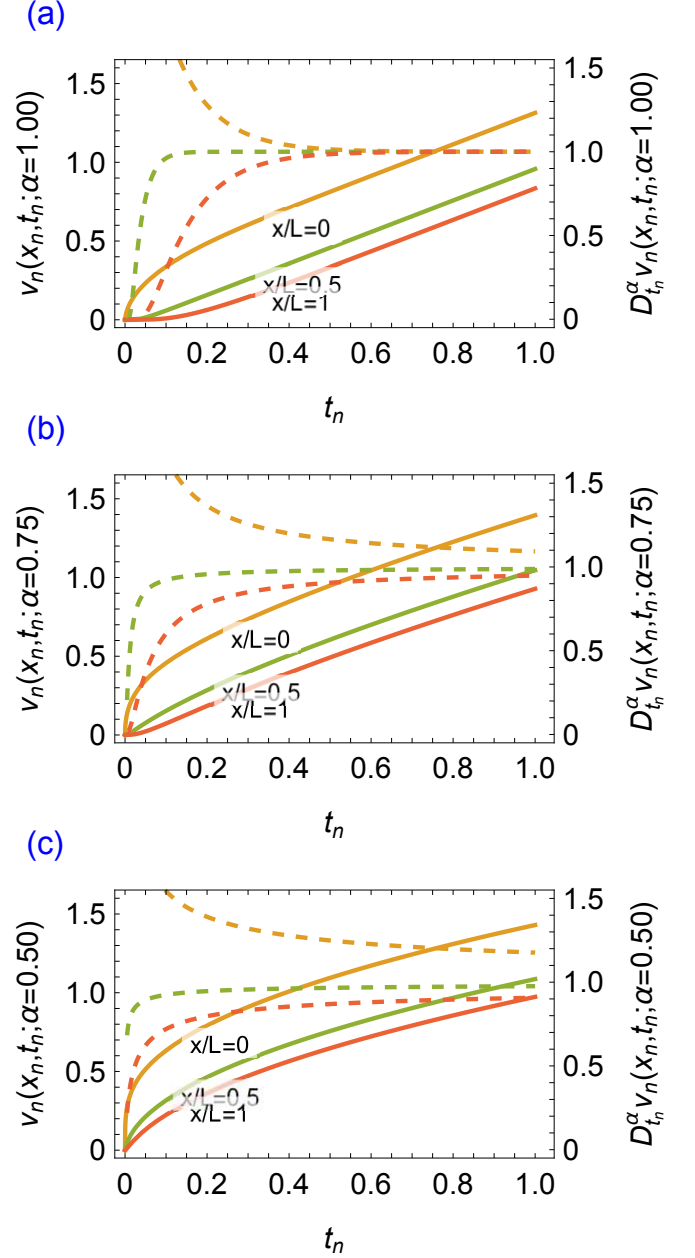 (a)
v_n(x_n,t_n;α=1.00)
1.5
1.0
0.5
0
x/L=0
x/L=0.5
x/L=1
1.5
1.0
0.5
0
D^α_{t_n} v_n(x_n,t_n;α=1.00)
0 0.2 0.4 0.6 0.8 1.0
t_n
(b)
v_n(x_n,t_n;α=0.75)
1.5
1.0
0.5
0
x/L=0
x/L=0.5
x/L=1
1.5
1.0
0.5
0
D^α_{t_n} v_n(x_n,t_n;α=0.75)
0 0.2 0.4 0.6 0.8 1.0
t_n
(c)
v_n(x_n,t_n;α=0.50)
1.5
1.0
0.5
0
x/L=0
x/L=0.5
x/L=1
1.5
1.0
0.5
0
D^α_{t_n} v_n(x_n,t_n;α=0.50)
0 0.2 0.4 0.6 0.8 1.0
t_n